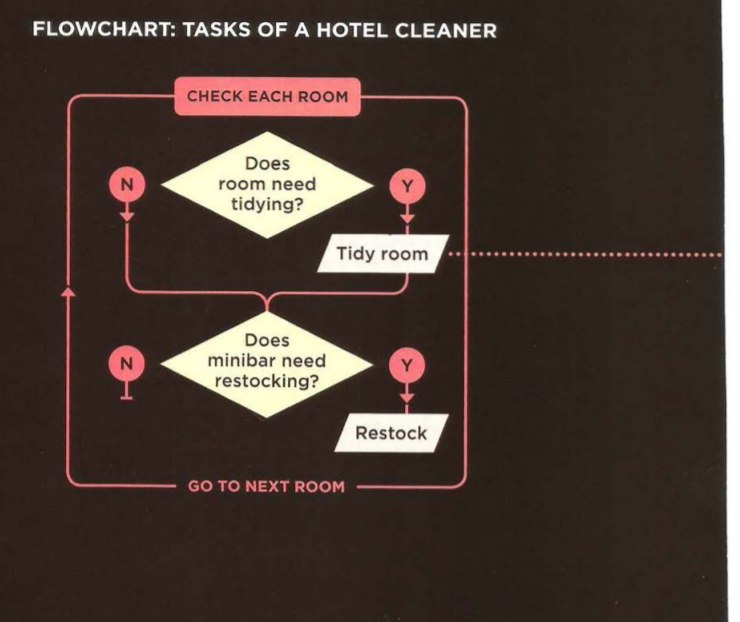 FLOWCHART: TASKS OF A HOTEL CLEANER
CHECK EACH ROOM
Does
room need
tidying?
N
Y
Tidy room
Does
minibar need
restocking?
N
Y
Restock
GO TO NEXT ROOM